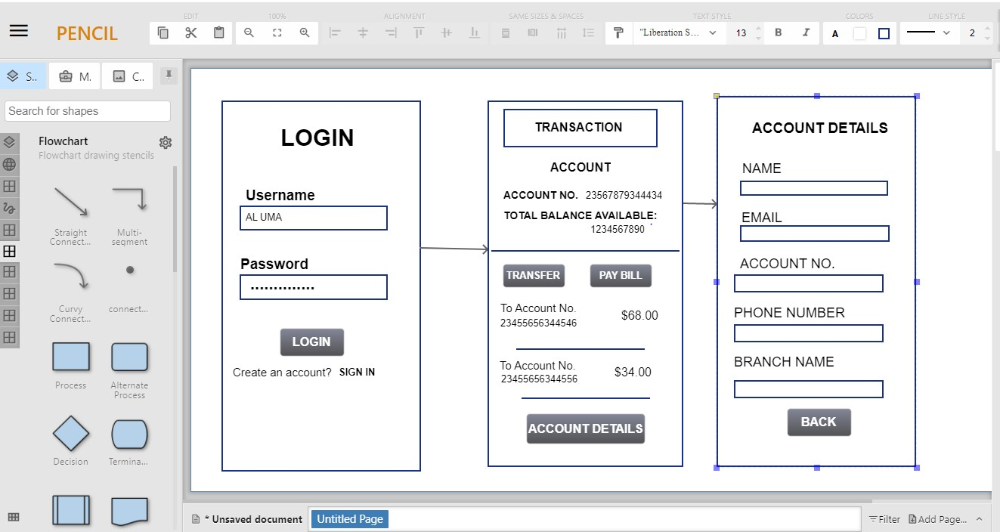 EDIT
100%
ALIGNMENT
SAME SIZES & SPACES
TEXT STYLE
COLORS
LINE STYLE
PENCIL
"Liberation S...
13
B
I
A
2
S..
M.
C..
Search for shapes
Flowchart
Flowchart drawing stencils
Straight
Connect...
Multi-
segment
Curvy
Connect...
connect...
Process
Alternate
Process
Decision
Termina...
LOGIN
Username
AL UMA
Password
..............
LOGIN
Create an account? SIGN IN
TRANSACTION
ACCOUNT
ACCOUNT NO. 23567879344434
TOTAL BALANCE AVAILABLE:
1234567890
TRANSFER
PAY BILL
To Account No.
23455656344546
$68.00
To Account No.
23455656344556
$34.00
ACCOUNT DETAILS
ACCOUNT DETAILS
NAME
EMAIL
ACCOUNT NO.
PHONE NUMBER
BRANCH NAME
BACK
* Unsaved document
Untitled Page
Filter
Add Page...